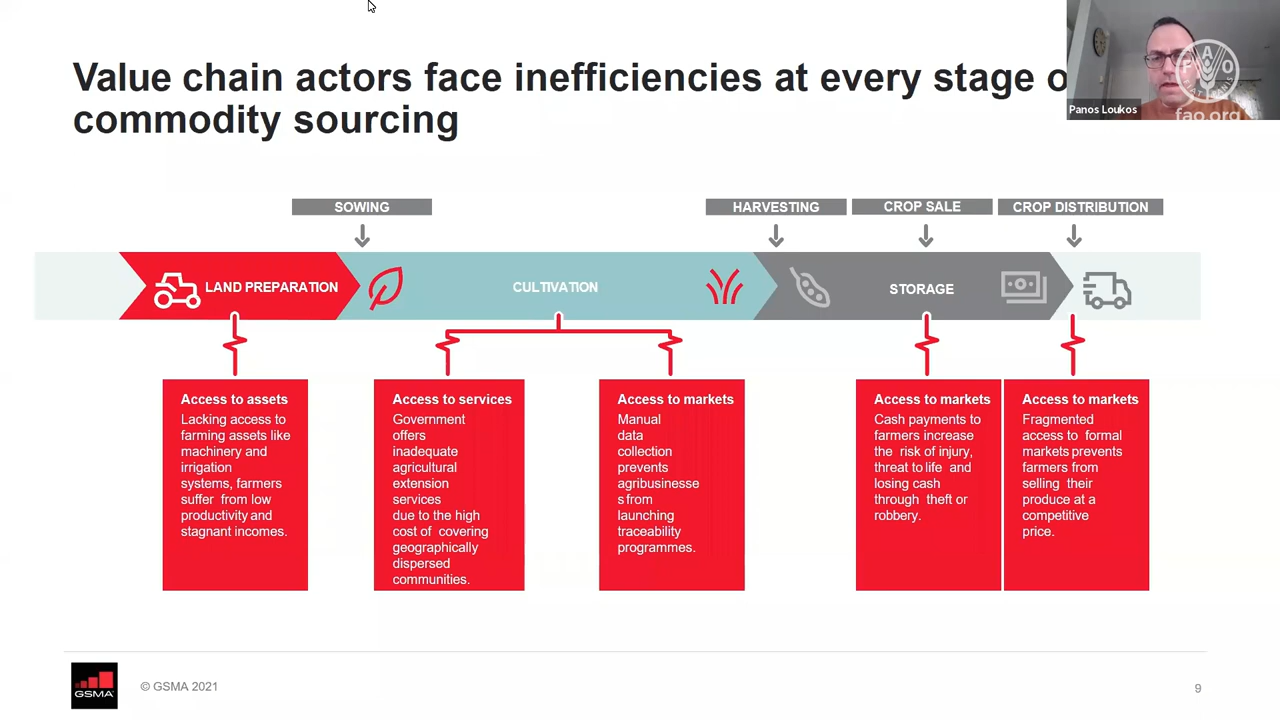 Value chain actors face inefficiencies at every stage o
commodity sourcing
Panos Loukos
FAO
FIAT PANIS
fao.org
SOWING
HARVESTING
CROP SALE
CROP DISTRIBUTION
LAND PREPARATION
CULTIVATION
STORAGE
Access to assets
Lacking access to
farming assets like
machinery and
irrigation
systems, farmers
suffer from low
productivity and
stagnant incomes.
Access to services
Government
offers
inadequate
agricultural
extension
services
due to the high
cost of covering
geographically
dispersed
communities.
Access to markets
Manual
data
collection
prevents
agribusinesse
s from
launching
traceability
programmes.
Access to markets
Cash payments to
farmers increase
the risk of injury,
threat to life and
losing cash
through theft or
robbery.
Access to markets
Fragmented
access to formal
markets prevents
farmers from
selling their
produce at a
competitive
price.
GSMA
© GSMA 2021
9